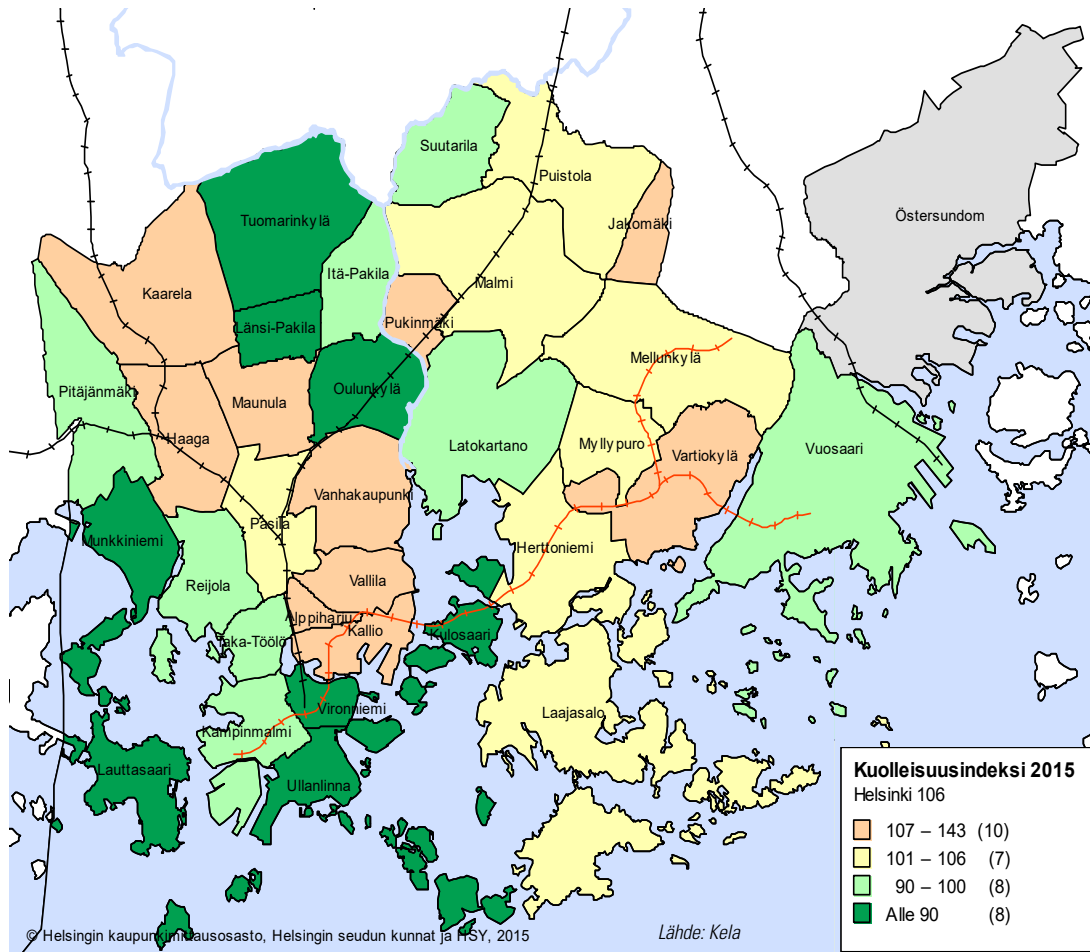 Suutarila
Puistola
Tuomarinkylä
Jakomäki
Östersundom
Itä-Pakila
Kaarela
Malmi
Länsi-Pakila
Pukinmäki
Mellunkylä
Pitäjänmäki
Oulunkylä
Maunula
Haaga
Latokartano
Myllypuro
Vartiokylä
Vuosaari
Vanhakaupunki
Pasila
Munkkiniemi
Herttoniemi
Reijola
Vallila
Alppiharju
Kallio
Kulosaari
Taka-Töölö
Vironniemi
Kampinmalmi
Laajasalo
Lauttasaari
Ullanlinna
Kuolleisuusindeksi 2015
Helsinki 106
107 – 143 (10)
101 – 106 (7)
90 – 100 (8)
Alle 90 (8)
© Helsingin kaupunkimittausosasto, Helsingin seudun kunnat ja HSY, 2015
Lähde: Kela